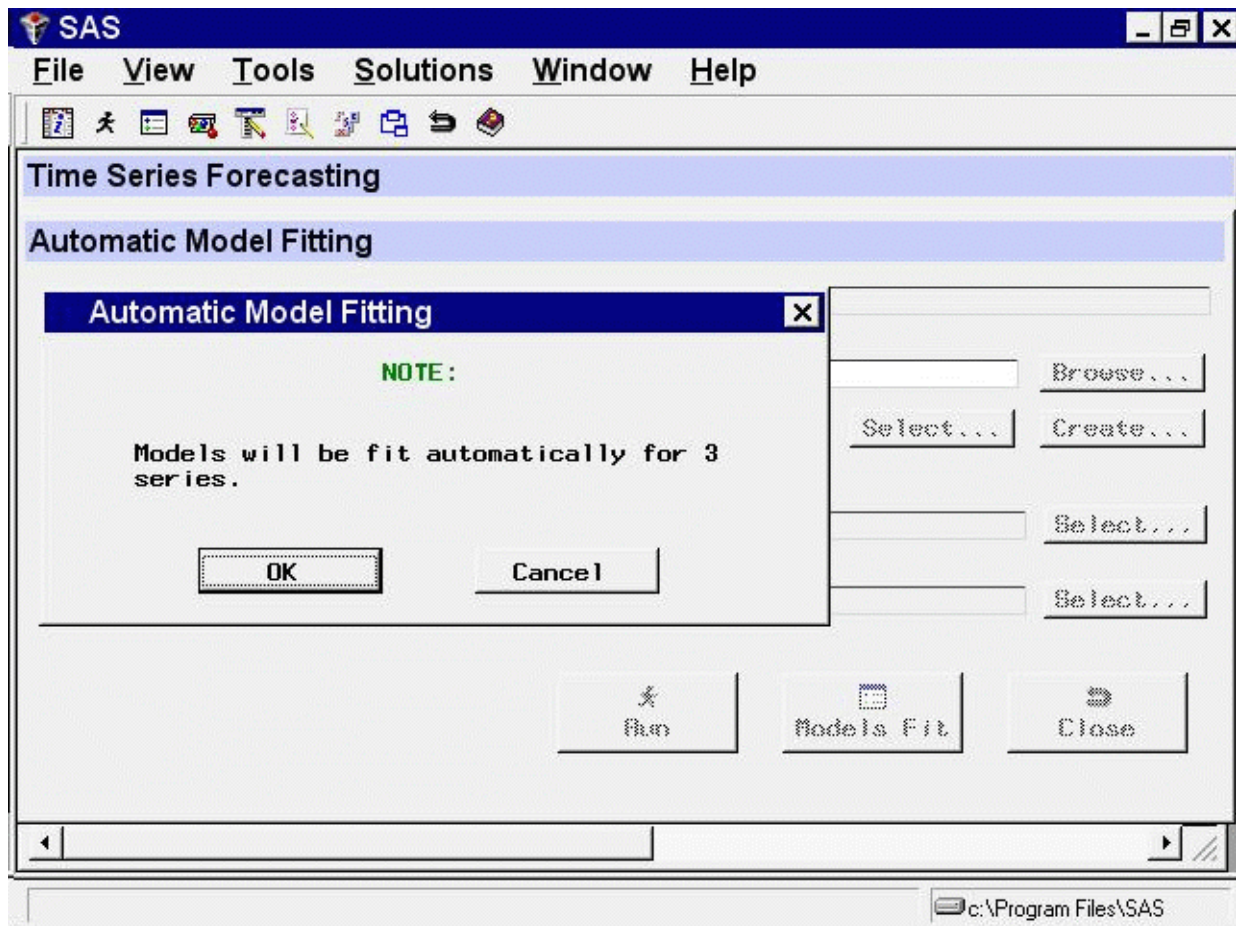 SAS
File View Tools Solutions Window Help
Time Series Forecasting
Automatic Model Fitting
Automatic Model Fitting
NOTE:
Models will be fit automatically for 3
series.
OK Cancel
Browse...
Select... Create...
Select...
Select...
Run Models Fit Close
c:\Program Files\SAS